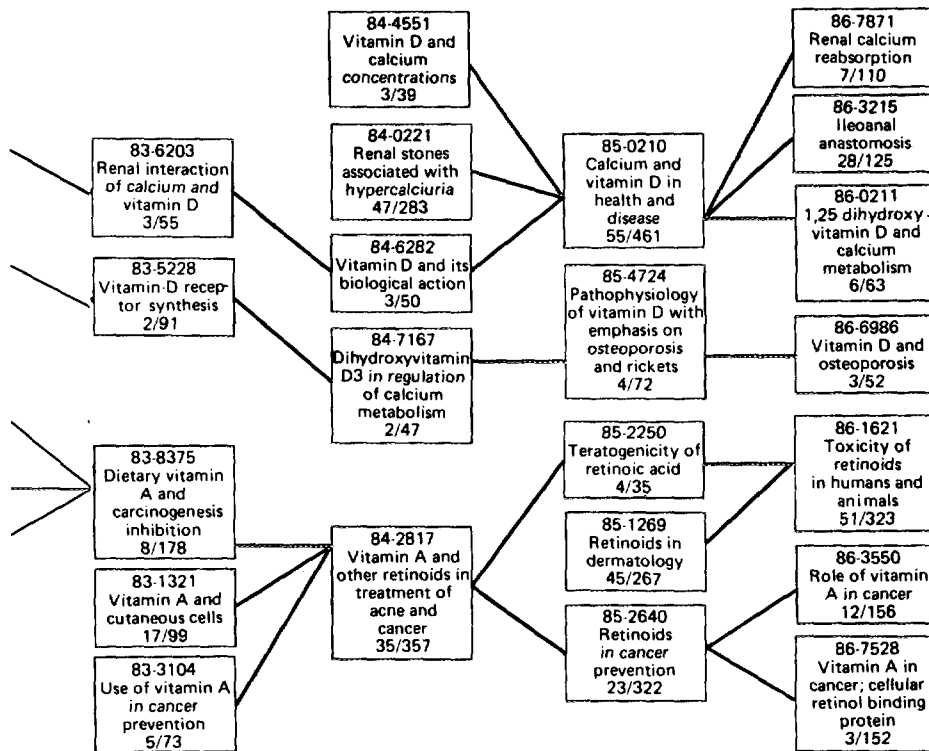 83-6203
Renal interaction
of calcium and
vitamin D
3/55
83-5228
Vitamin-D recep-
tor synthesis
2/91
83-8375
Dietary vitamin
A and
carcinogenesis
inhibition
8/178
83-1321
Vitamin A and
cutaneous cells
17/99
83-3104
Use of vitamin A
in cancer
prevention
5/73
84-4551
Vitamin D and
calcium
concentrations
3/39
84-0221
Renal stones
associated with
hypercalciuria
47/283
84-6282
Vitamin D and its
biological action
3/50
84-7167
Dihydroxyvitamin
D3 in regulation
of calcium
metabolism
2/47
84-2817
Vitamin A and
other retinoids in
treatment of
acne and
cancer
35/357
85-0210
Calcium and
vitamin D in
health and
disease
55/461
85-4724
Pathophysiology
of vitamin D with
emphasis on
osteoporosis
and rickets
4/72
85-2250
Teratogenicity of
retinoic acid
4/35
85-1269
Retinoids in
dermatology
45/267
85-2640
Retinoids
in cancer
prevention
23/322
86-7871
Renal calcium
reabsorption
7/110
86-3215
Ileoanal
anastomosis
28/125
86-0211
1,25 dihydroxy-
vitamin D and
calcium
metabolism
6/63
86-6986
Vitamin D and
osteoporosis
3/52
86-1621
Toxicity of
retinoids
in humans and
animals
51/323
86-3550
Role of vitamin
A in cancer
12/156
86-7528
Vitamin A in
cancer; cellular
retinol binding
protein
3/152